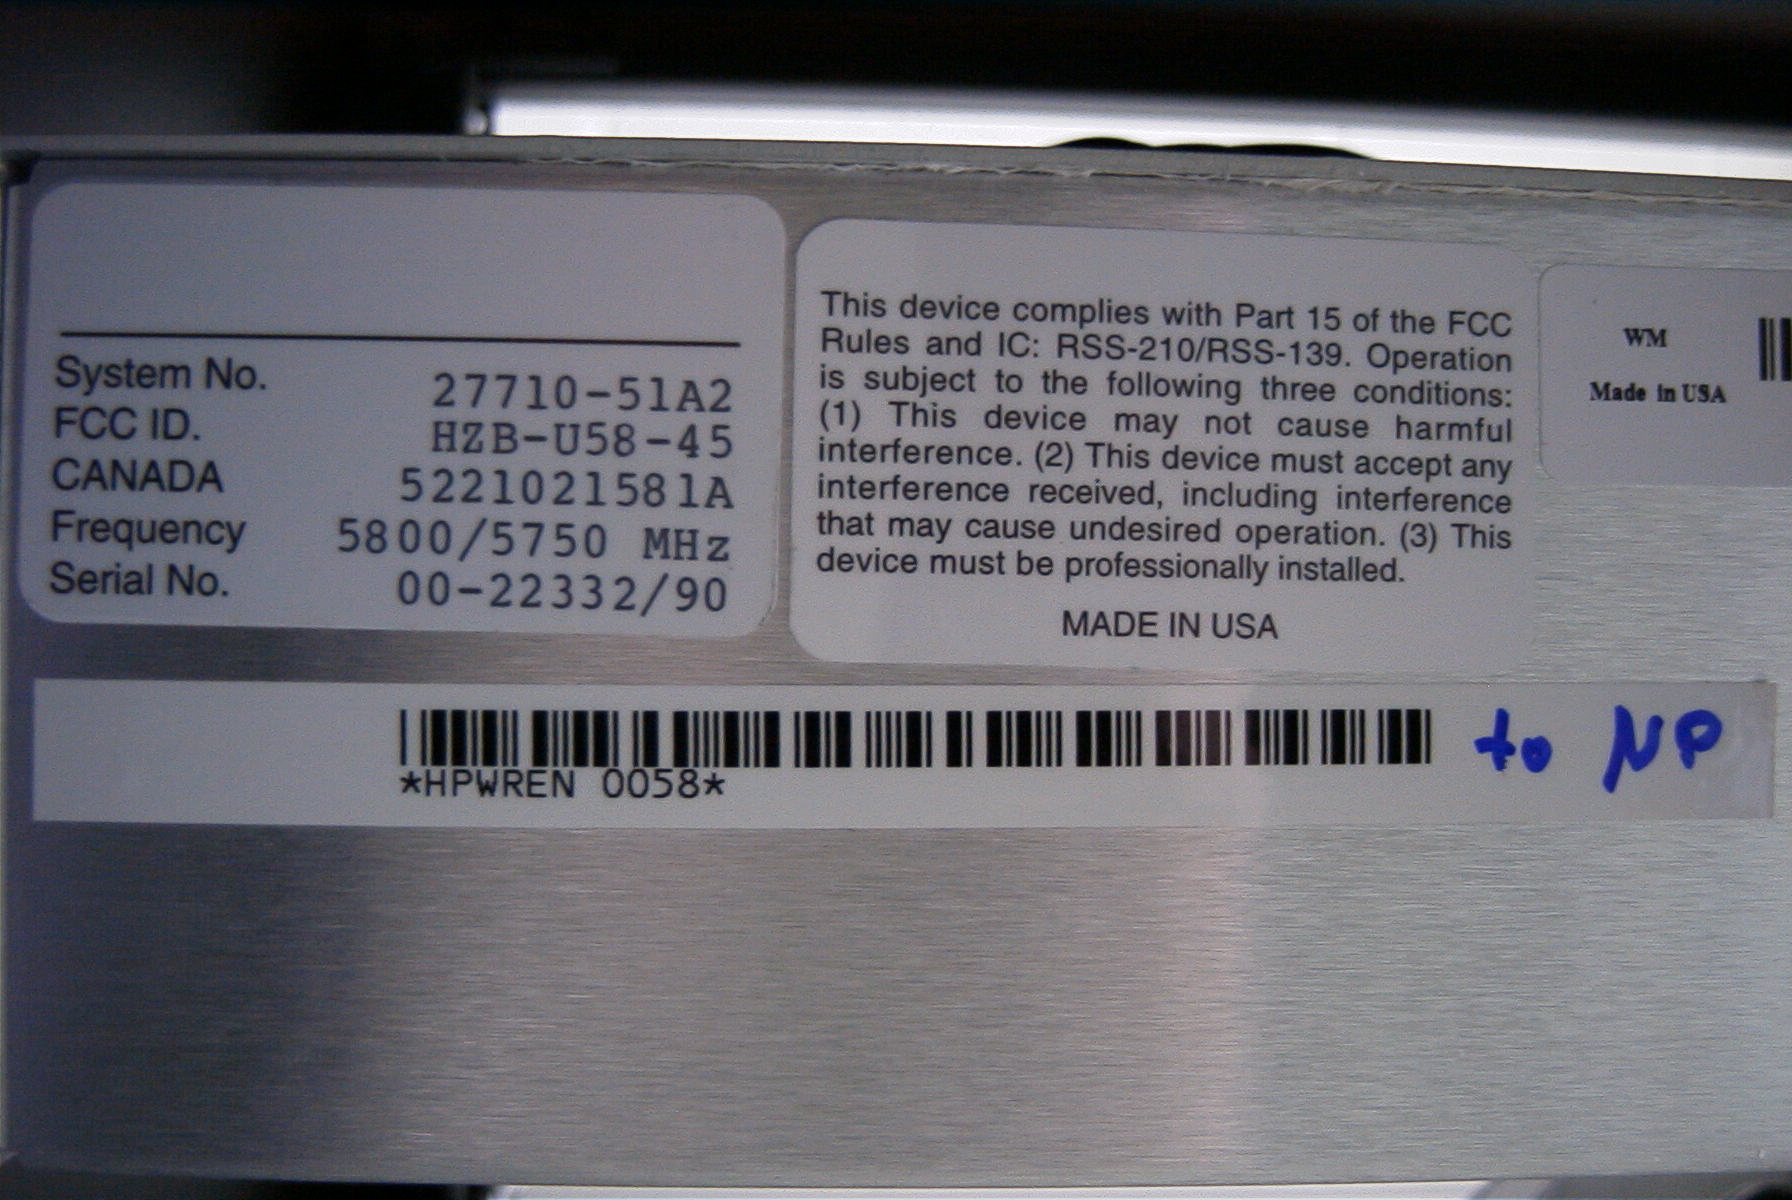 System No. 27710-51A2
FCC ID. HZB-U58-45
CANADA 5221021581A
Frequency 5800/5750 MHz
Serial No. 00-22332/90
This device complies with Part 15 of the FCC
Rules and IC: RSS-210/RSS-139. Operation
is subject to the following three conditions:
(1) This device may not cause harmful
interference. (2) This device must accept any
interference received, including interference
that may cause undesired operation. (3) This
device must be professionally installed.
MADE IN USA
WM
Made in USA
*HPWREN 0058*
to NP